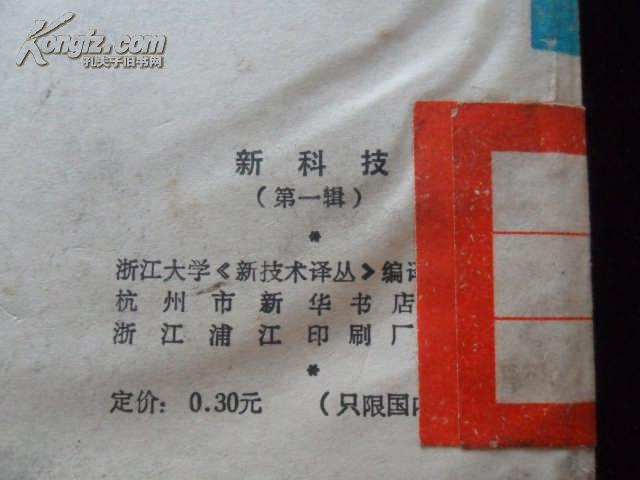 Kongfz.com
孔夫子旧书网
新科技
（第一辑）
浙江大学《新技术译丛》编译
杭州市新华书店
浙江浦江印刷厂
定价：0.30元 （只限国内